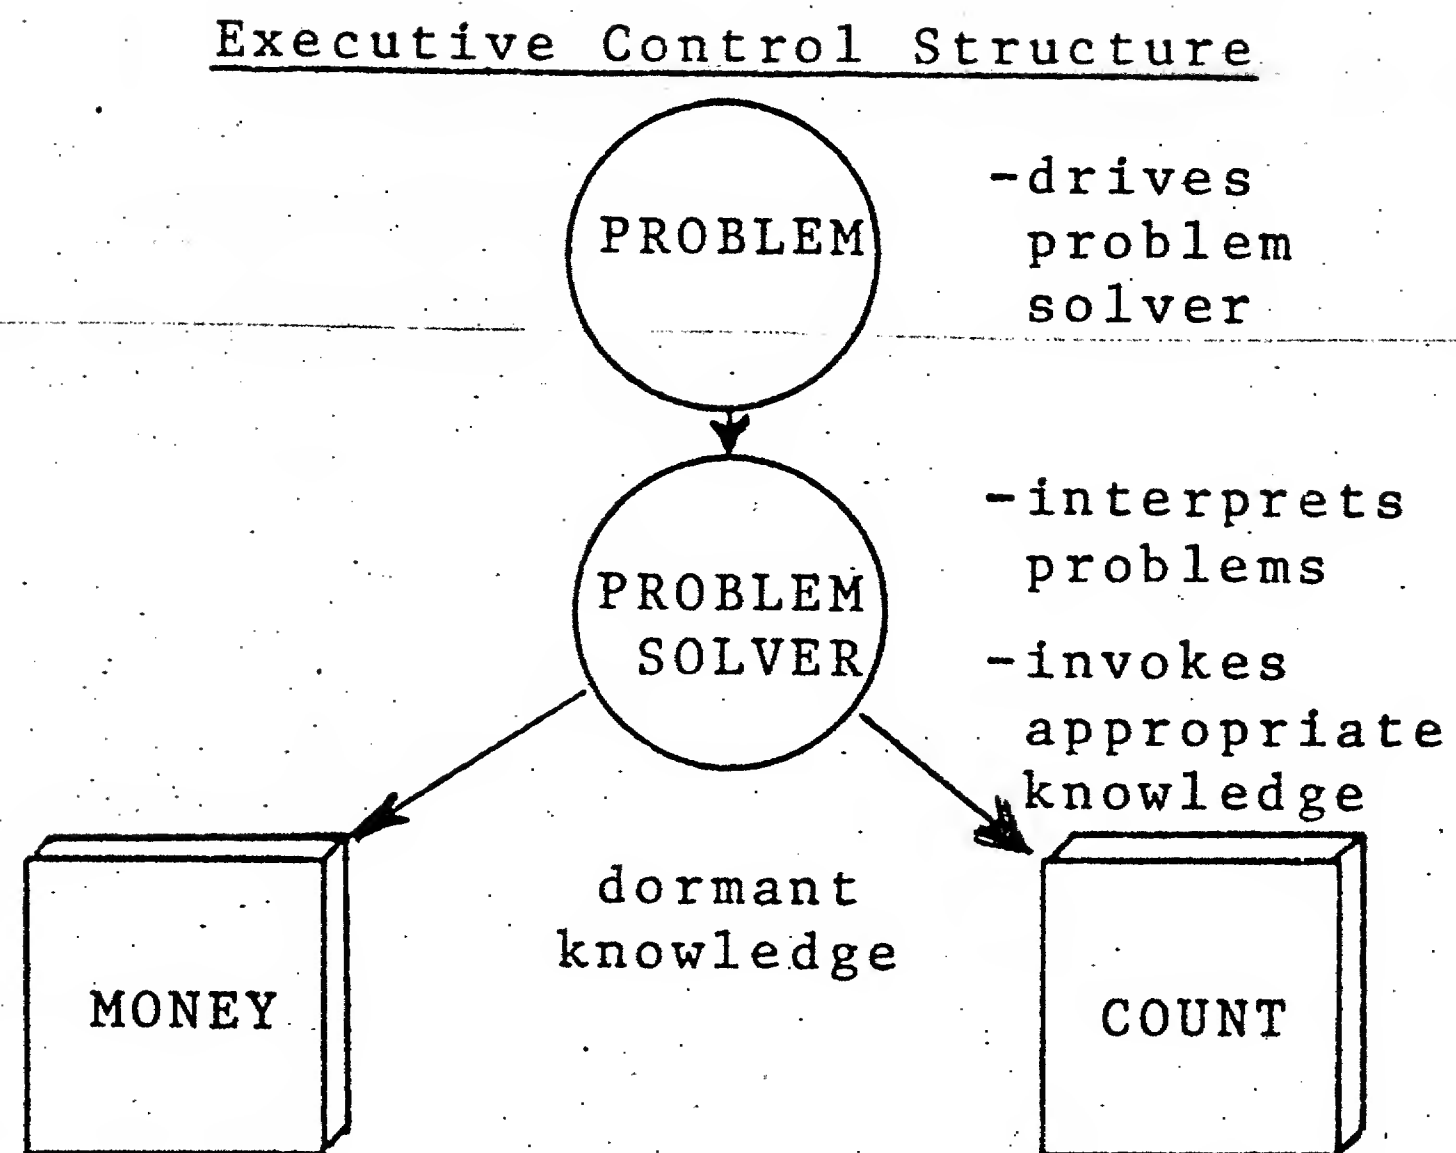 Executive Control Structure
PROBLEM
-drives
problem
solver
PROBLEM
SOLVER
-interprets
problems
-invokes
appropriate
knowledge
dormant
knowledge
MONEY
COUNT